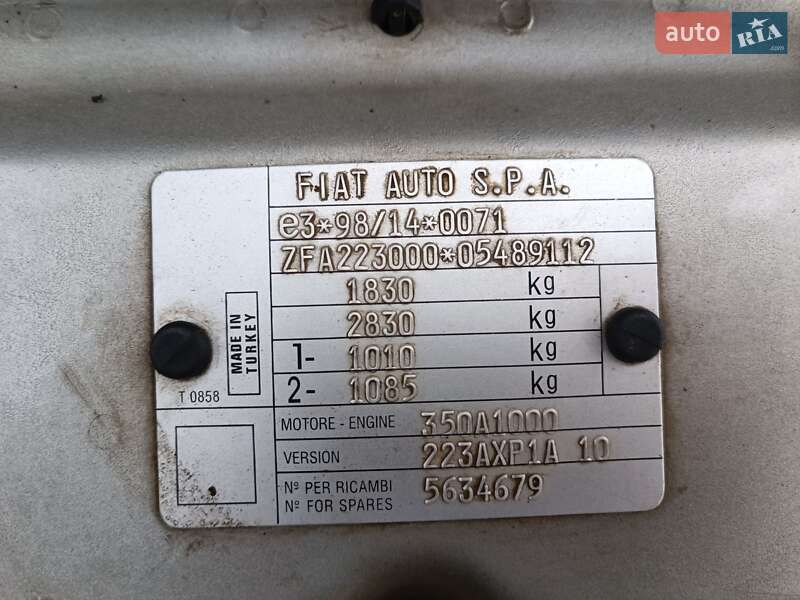 auto RIA .com
FIAT AUTO S.P.A.
e3*98/14*0071
ZFA223000*05489112
1830 kg
2830 kg
1- 1010 kg
2- 1085 kg
MADE IN
TURKEY
T 0858
MOTORE - ENGINE 350A1000
VERSION 223AXP1A 10
Nº PER RICAMBI 5634679
Nº FOR SPARES